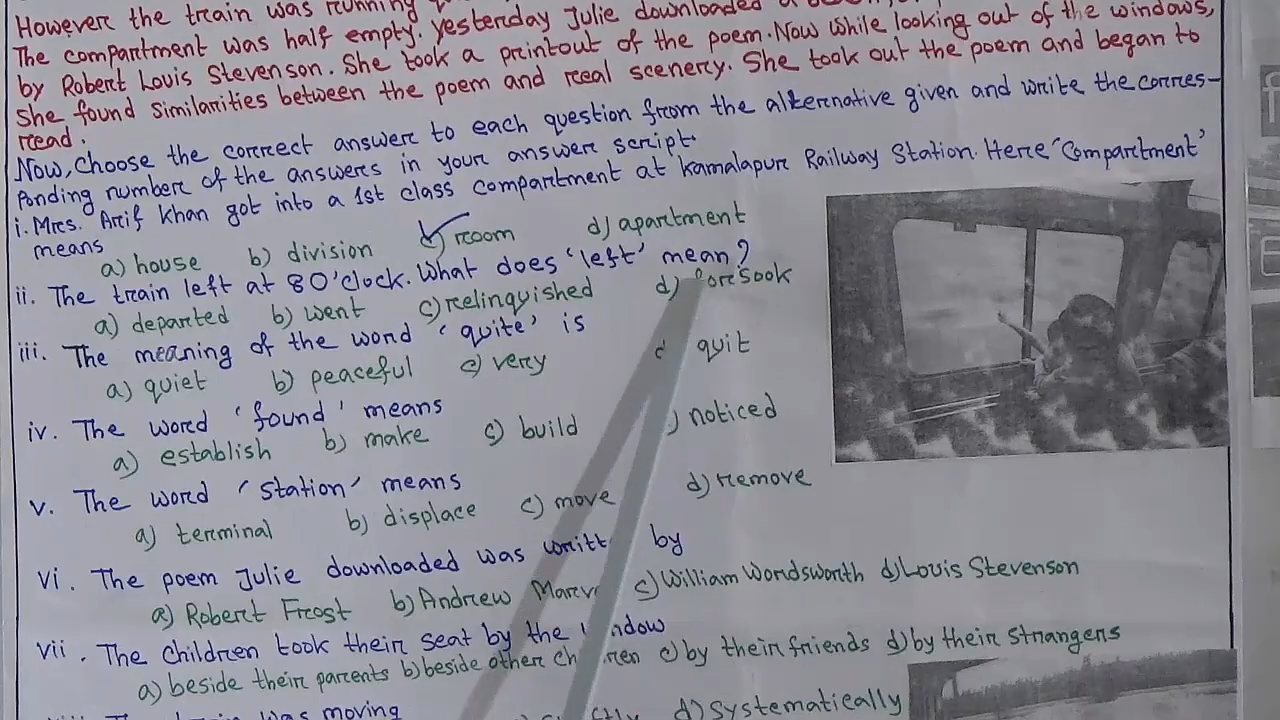 However the train was running
The compartment was half empty. Yesterday Julie downloaded a
by Robert Louis Stevenson. She took a printout of the poem. Now while looking out of the windows,
She found similarities between the poem and real scenery. She took out the poem and began to
read.
Now, Choose the correct answer to each question from the alternative given and write the corres-
ponding number of the answers in your answer script.
i. Mrs. Arif Khan got into a 1st class compartment at Kamalapur Railway Station. Here 'Compartment'
means
a) house b) division c) room d) apartment
ii. The train left at 8 O'clock. What does 'left' mean?
a) departed b) went c) relinquished d) oresook
iii. The meaning of the word 'quite' is
a) quiet b) peaceful c) very d quit
iv. The word 'found' means
a) establish b) make c) build ) noticed
v. The word 'Station' means
a) terminal b) displace c) move d) remove
vi. The poem Julie downloaded was writt by
a) Robert Frost b) Andrew Marv c) William Wordsworth d) Louis Stevenson
vii. The children took their seat by the ndow
a) beside their parents b) beside other ch ren c) by their friends d) by their strangers
was moving
d) systematically